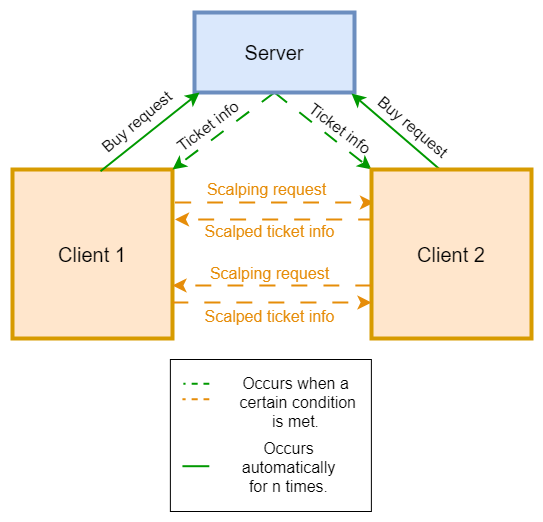 Server
Buy request
Ticket info
Ticket info
Buy request
Client 1
Scalping request
Scalped ticket info
Scalping request
Scalped ticket info
Client 2
Occurs when a
certain condition
is met.
Occurs
automatically
for n times.